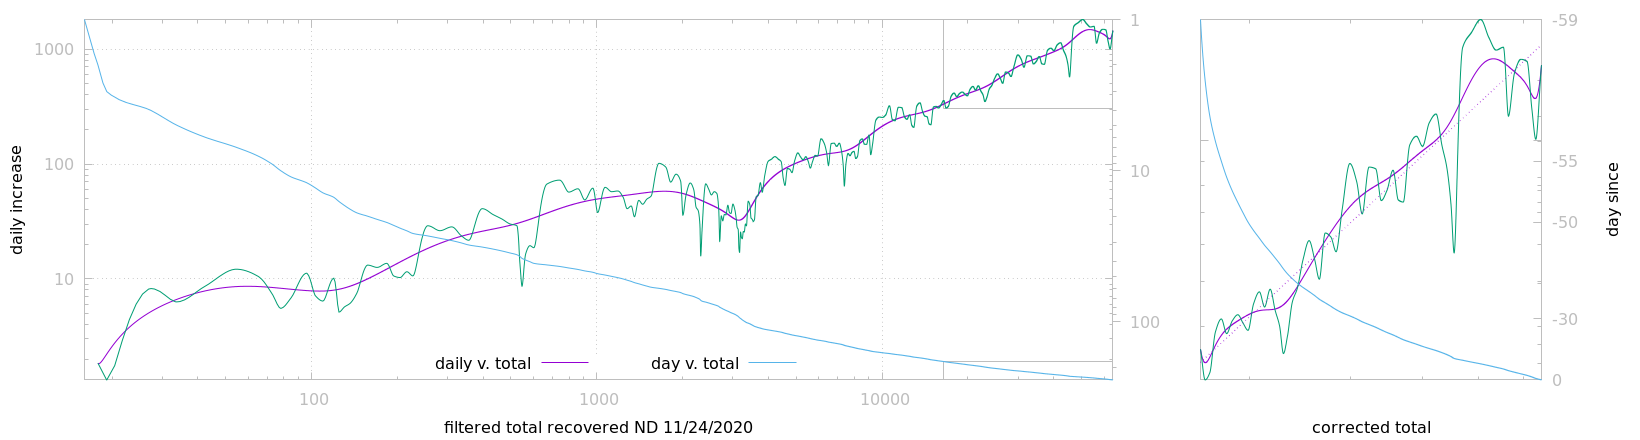 daily increase
1000
100
10
100
1000
10000
1
10
100
daily v. total
day v. total
filtered total recovered ND 11/24/2020
-59
-55
-50
-30
0
day since
corrected total